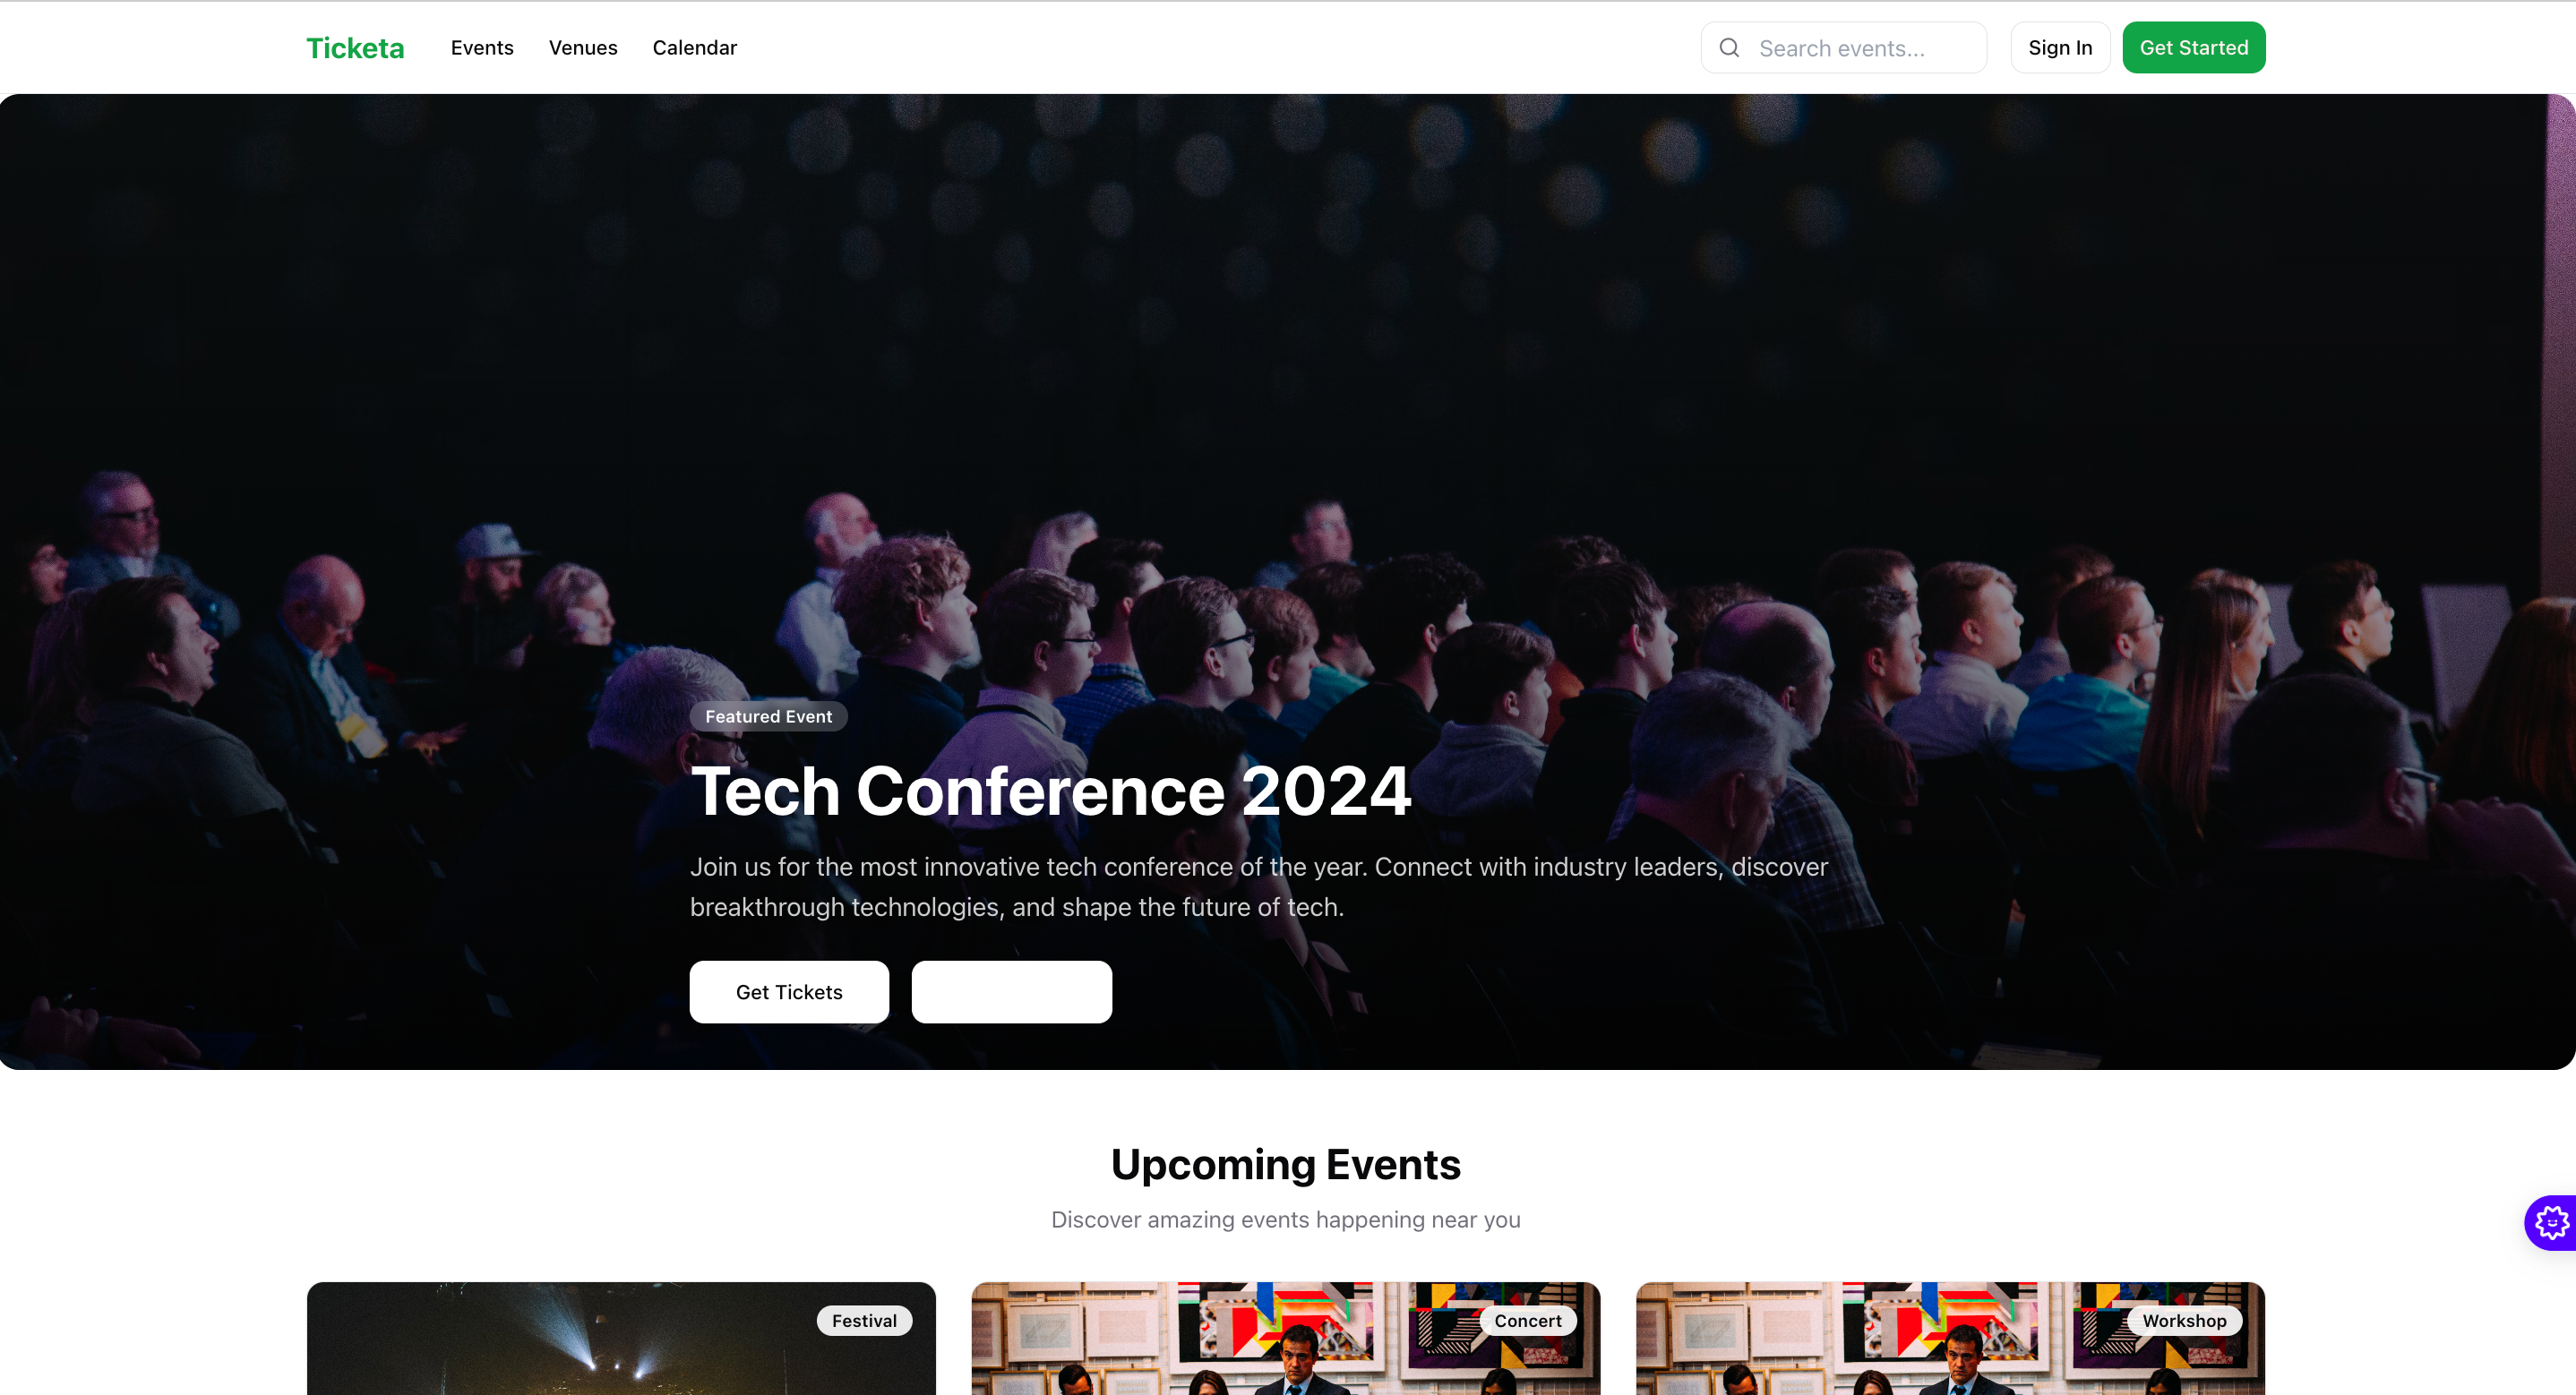 Ticketa
Events
Venues
Calendar
Search events...
Sign In
Get Started
Featured Event
Tech Conference 2024
Join us for the most innovative tech conference of the year. Connect with industry leaders, discover
breakthrough technologies, and shape the future of tech.
Get Tickets
Upcoming Events
Discover amazing events happening near you
Festival
Concert
Workshop